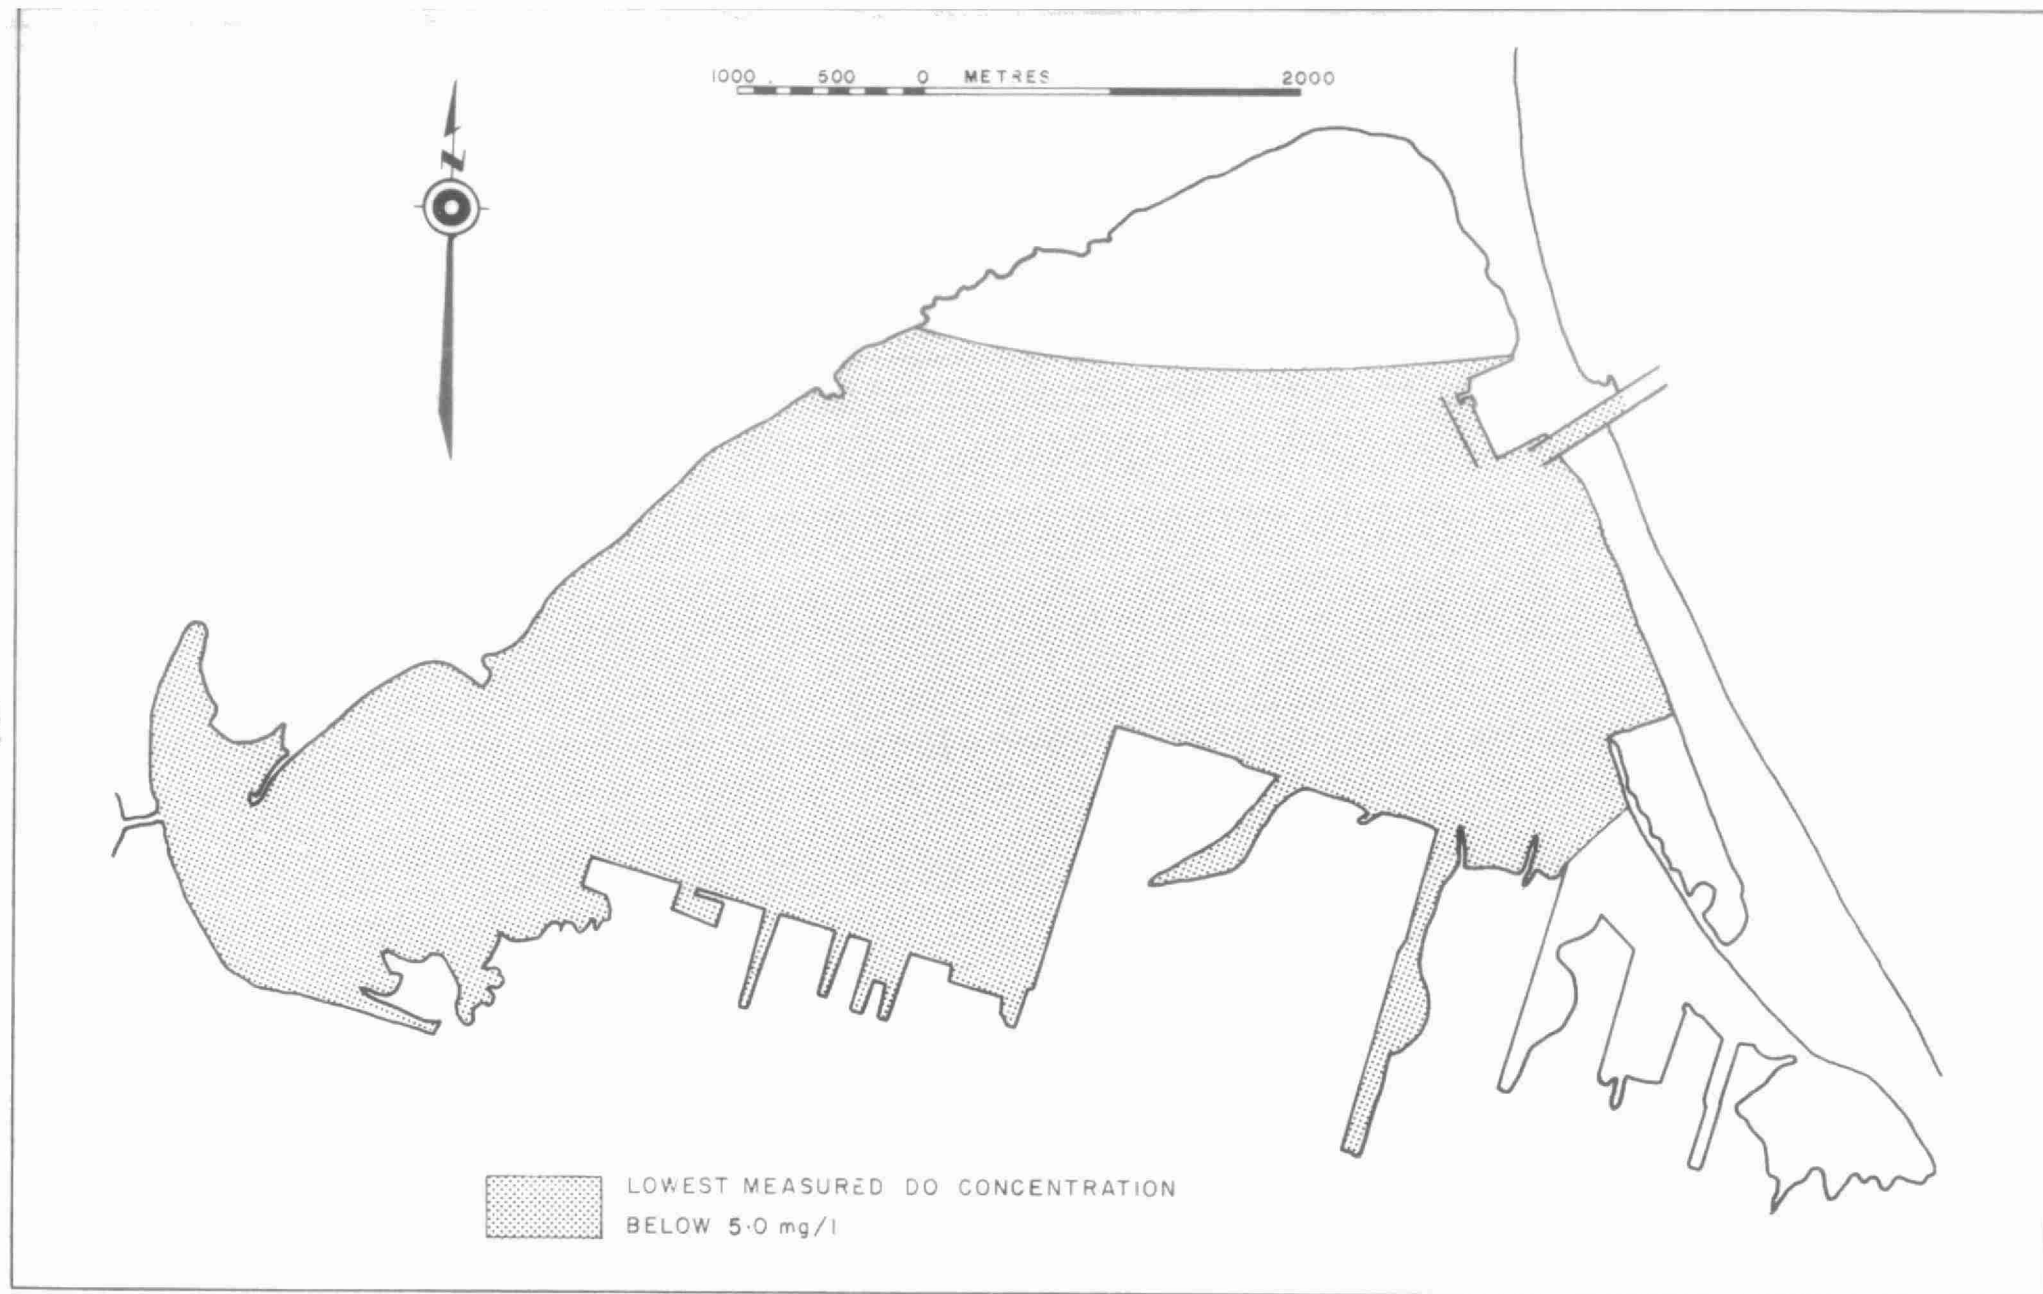 1000 500 0 METRES 2000
N
LOWEST MEASURED DO CONCENTRATION
BELOW 5.0 mg/l